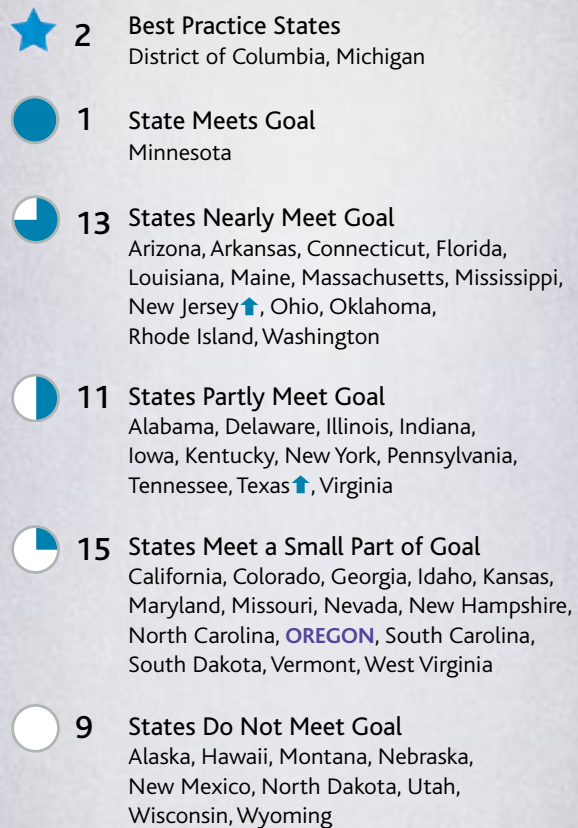 2 Best Practice States
District of Columbia, Michigan
1 State Meets Goal
Minnesota
13 States Nearly Meet Goal
Arizona, Arkansas, Connecticut, Florida,
Louisiana, Maine, Massachusetts, Mississippi,
New Jersey⬆, Ohio, Oklahoma,
Rhode Island, Washington
11 States Partly Meet Goal
Alabama, Delaware, Illinois, Indiana,
Iowa, Kentucky, New York, Pennsylvania,
Tennessee, Texas⬆, Virginia
15 States Meet a Small Part of Goal
California, Colorado, Georgia, Idaho, Kansas,
Maryland, Missouri, Nevada, New Hampshire,
North Carolina, OREGON, South Carolina,
South Dakota, Vermont, West Virginia
9 States Do Not Meet Goal
Alaska, Hawaii, Montana, Nebraska,
New Mexico, North Dakota, Utah,
Wisconsin, Wyoming